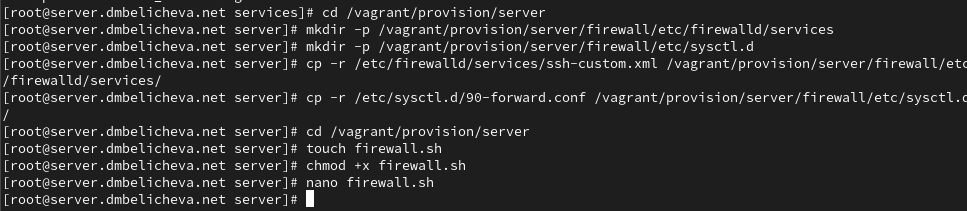 [root@server.dmbelicheva.net services]# cd /vagrant/provision/server
[root@server.dmbelicheva.net server]# mkdir -p /vagrant/provision/server/firewall/etc/firewalld/services
[root@server.dmbelicheva.net server]# mkdir -p /vagrant/provision/server/firewall/etc/sysctl.d
[root@server.dmbelicheva.net server]# cp -r /etc/firewalld/services/ssh-custom.xml /vagrant/provision/server/firewall/etc
/firewalld/services/
[root@server.dmbelicheva.net server]# cp -r /etc/sysctl.d/90-forward.conf /vagrant/provision/server/firewall/etc/sysctl.d
/
[root@server.dmbelicheva.net server]# cd /vagrant/provision/server
[root@server.dmbelicheva.net server]# touch firewall.sh
[root@server.dmbelicheva.net server]# chmod +x firewall.sh
[root@server.dmbelicheva.net server]# nano firewall.sh
[root@server.dmbelicheva.net server]#